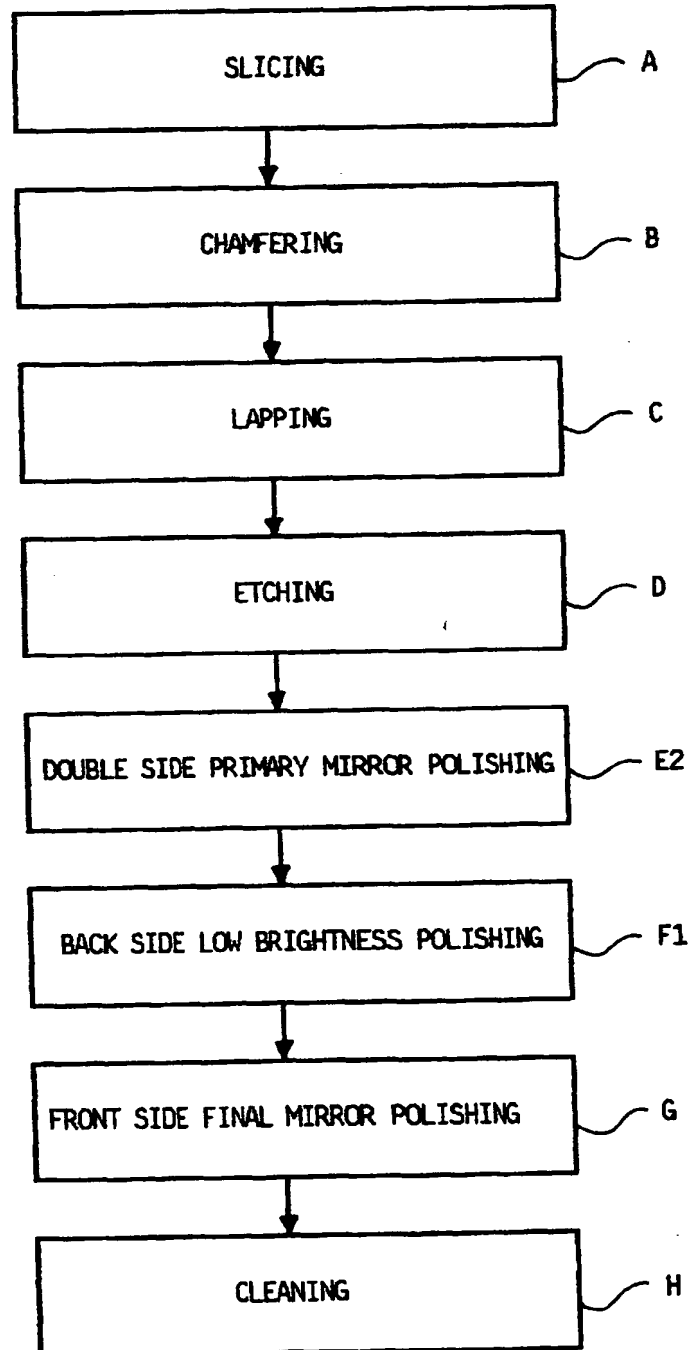 SLICING A
CHAMFERING B
LAPPING C
ETCHING D
DOUBLE SIDE PRIMARY MIRROR POLISHING E2
BACK SIDE LOW BRIGHTNESS POLISHING F1
FRONT SIDE FINAL MIRROR POLISHING G
CLEANING H